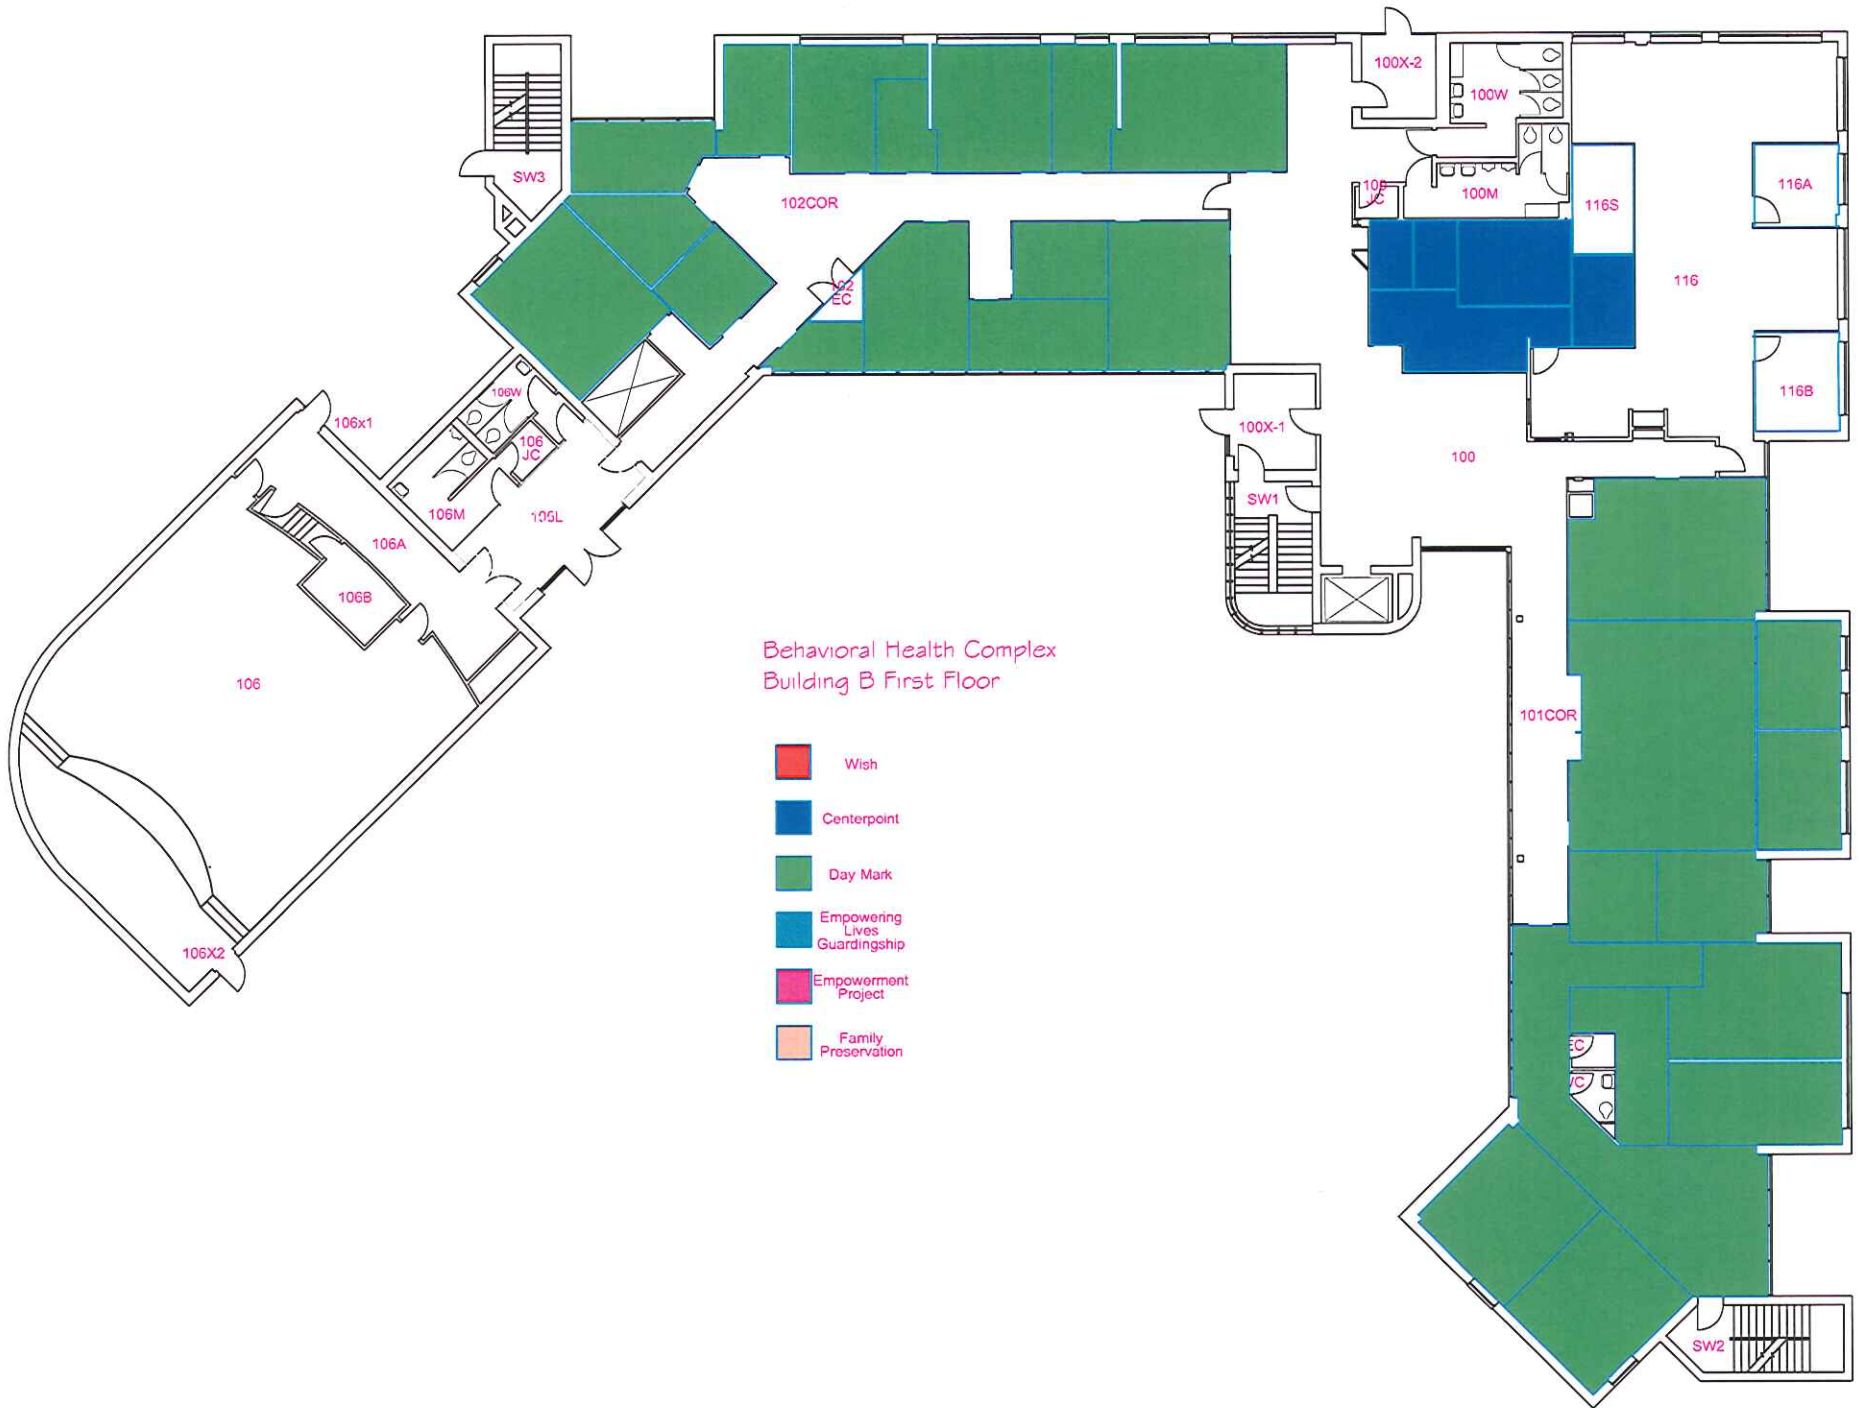 100X-2
100W
SW3
100M
116A
102COR
116S
102
EC
116
116B
106W
106x1
100X-1
106
JC
100
SW1
106M
106A
106B
Behavioral Health Complex
Building B First Floor
106
101COR
Wish
Centerpoint
Day Mark
Empowering
Lives
Guardingship
106X2
Empowerment
Project
Family
Preservation
EC
SW2